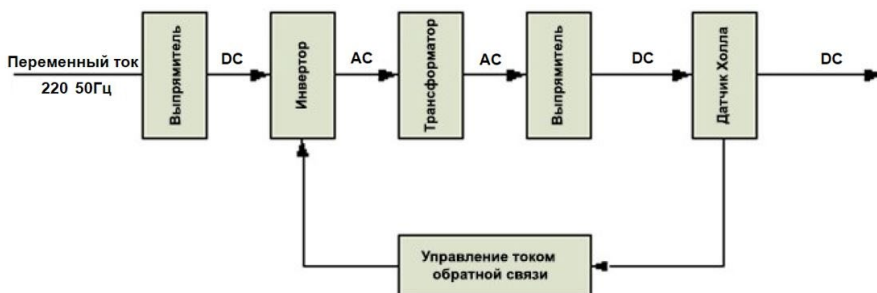 Переменный ток
220 50Гц
Выпрямитель
DC
Инвертор
AC
Трансформатор
AC
Выпрямитель
DC
Датчик Холла
DC
Управление током
обратной связи